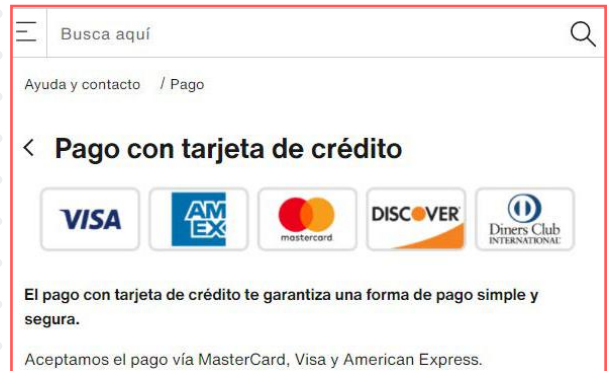 Busca aquí
Ayuda y contacto / Pago
< Pago con tarjeta de crédito
VISA AM EX mastercard DISCOVER Diners Club INTERNATIONAL
El pago con tarjeta de crédito te garantiza una forma de pago simple y
segura.
Aceptamos el pago vía MasterCard, Visa y American Express.